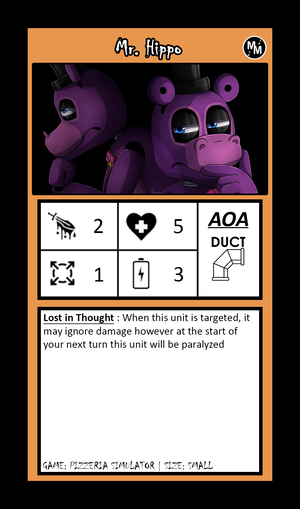 Mr. Hippo
MM
2
5
AOA
DUCT
1
3
Lost in Thought : When this unit is targeted, it
may ignore damage however at the start of
your next turn this unit will be paralyzed
GAME: PIZZERIA SIMULATOR | SIZE: SMALL